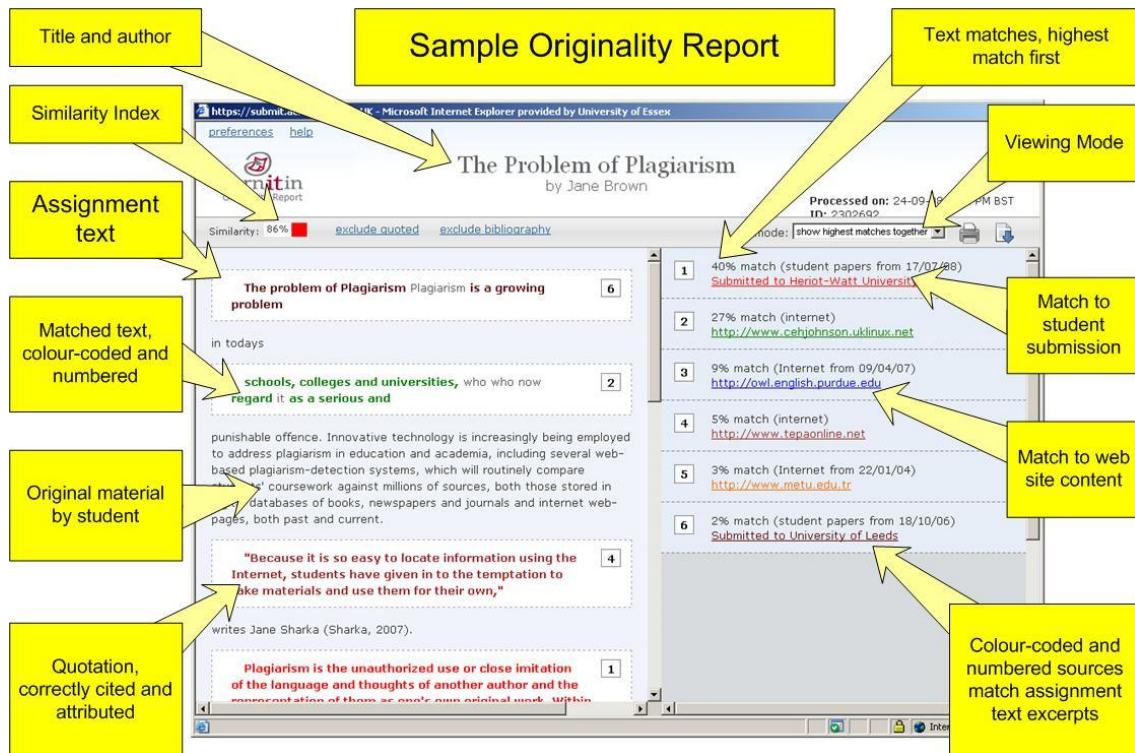 Title and author
Sample Originality Report
Text matches, highest
match first
Similarity Index
Viewing Mode
Assignment
text
Matched text,
colour-coded and
numbered
Original material
by student
Quotation,
correctly cited and
attributed
Match to
student
submission
Match to web
site content
Colour-coded and
numbered sources
match assignment
text excerpts
- Microsoft Internet Explorer provided by University of Essex
preferences help
The Problem of Plagiarism
by Jane Brown
Report
Processed on: 24-09- PM BST
ID: 2302692
Similarity: 86% exclude quoted exclude bibliography
mode: show highest matches together
The problem of Plagiarism Plagiarism is a growing 6
problem
in todays
schools, colleges and universities, who who now 2
regard it as a serious and
punishable offence. Innovative technology is increasingly being employed
to address plagiarism in education and academia, including several web-
based plagiarism-detection systems, which will routinely compare
coursework against millions of sources, both those stored in
databases of books, newspapers and journals and internet web-
pages, both past and current.
"Because it is so easy to locate information using the 4
Internet, students have given in to the temptation to
materials and use them for their own,"
writes Jane Sharka (Sharka, 2007).
Plagiarism is the unauthorized use or close imitation 1
of the language and thoughts of another author and the
representation of them as one's own original work. Within
1 40% match (student papers from 17/07/08)
Submitted to Heriot-Watt University
2 27% match (internet)
http://www.cehjohnson.uklinux.net
3 9% match (Internet from 09/04/07)
http://owl.english.purdue.edu
4 5% match (internet)
http://www.tepaonline.net
5 3% match (Internet from 22/01/04)
http://www.metu.edu.tr
6 2% match (student papers from 18/10/06)
Submitted to University of Leeds